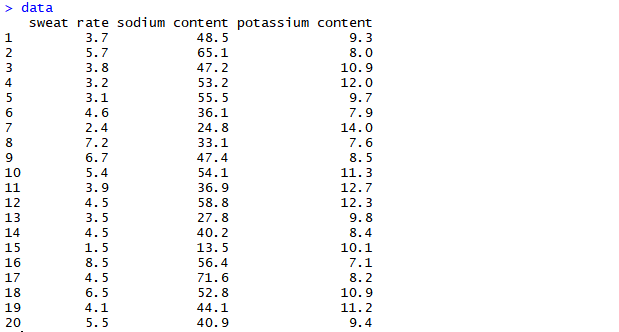 > data
sweat rate sodium content potassium content
1 3.7 48.5 9.3
2 5.7 65.1 8.0
3 3.8 47.2 10.9
4 3.2 53.2 12.0
5 3.1 55.5 9.7
6 4.6 36.1 7.9
7 2.4 24.8 14.0
8 7.2 33.1 7.6
9 6.7 47.4 8.5
10 5.4 54.1 11.3
11 3.9 36.9 12.7
12 4.5 58.8 12.3
13 3.5 27.8 9.8
14 4.5 40.2 8.4
15 1.5 13.5 10.1
16 8.5 56.4 7.1
17 4.5 71.6 8.2
18 6.5 52.8 10.9
19 4.1 44.1 11.2
20 5.5 40.9 9.4